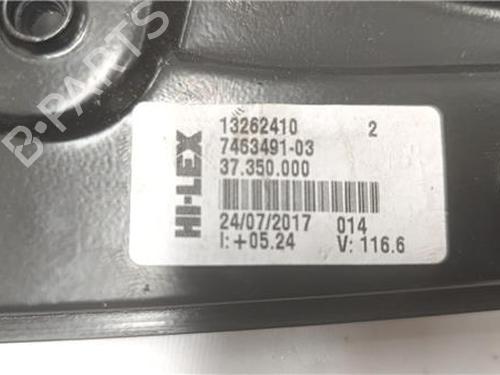 B-PARTS
HI-LEX
13262410 2
7463491-03
37.350.000
24/07/2017 014
I: +05.24 V: 116.6